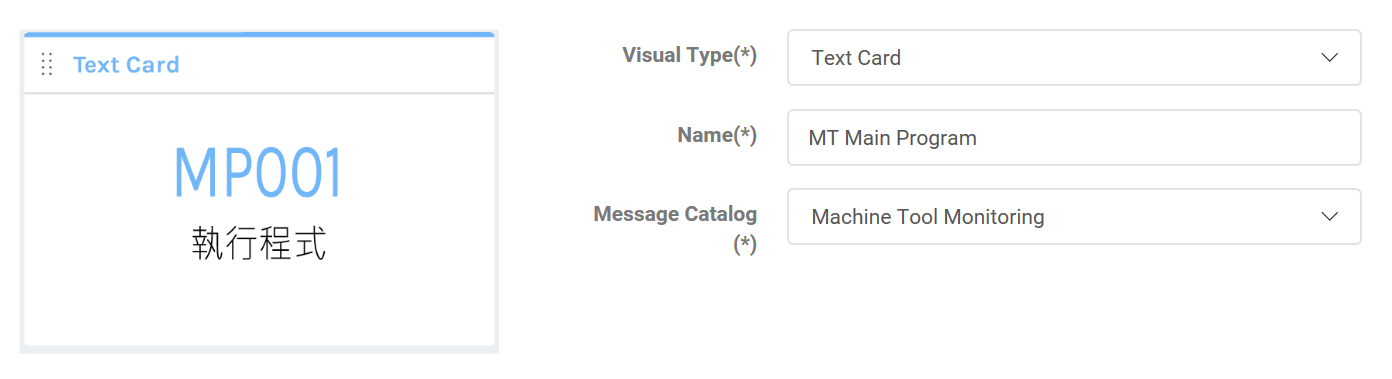 Text Card
MP001
執行程式
Visual Type(*)
Text Card
Name(*)
MT Main Program
Message Catalog
(*)
Machine Tool Monitoring